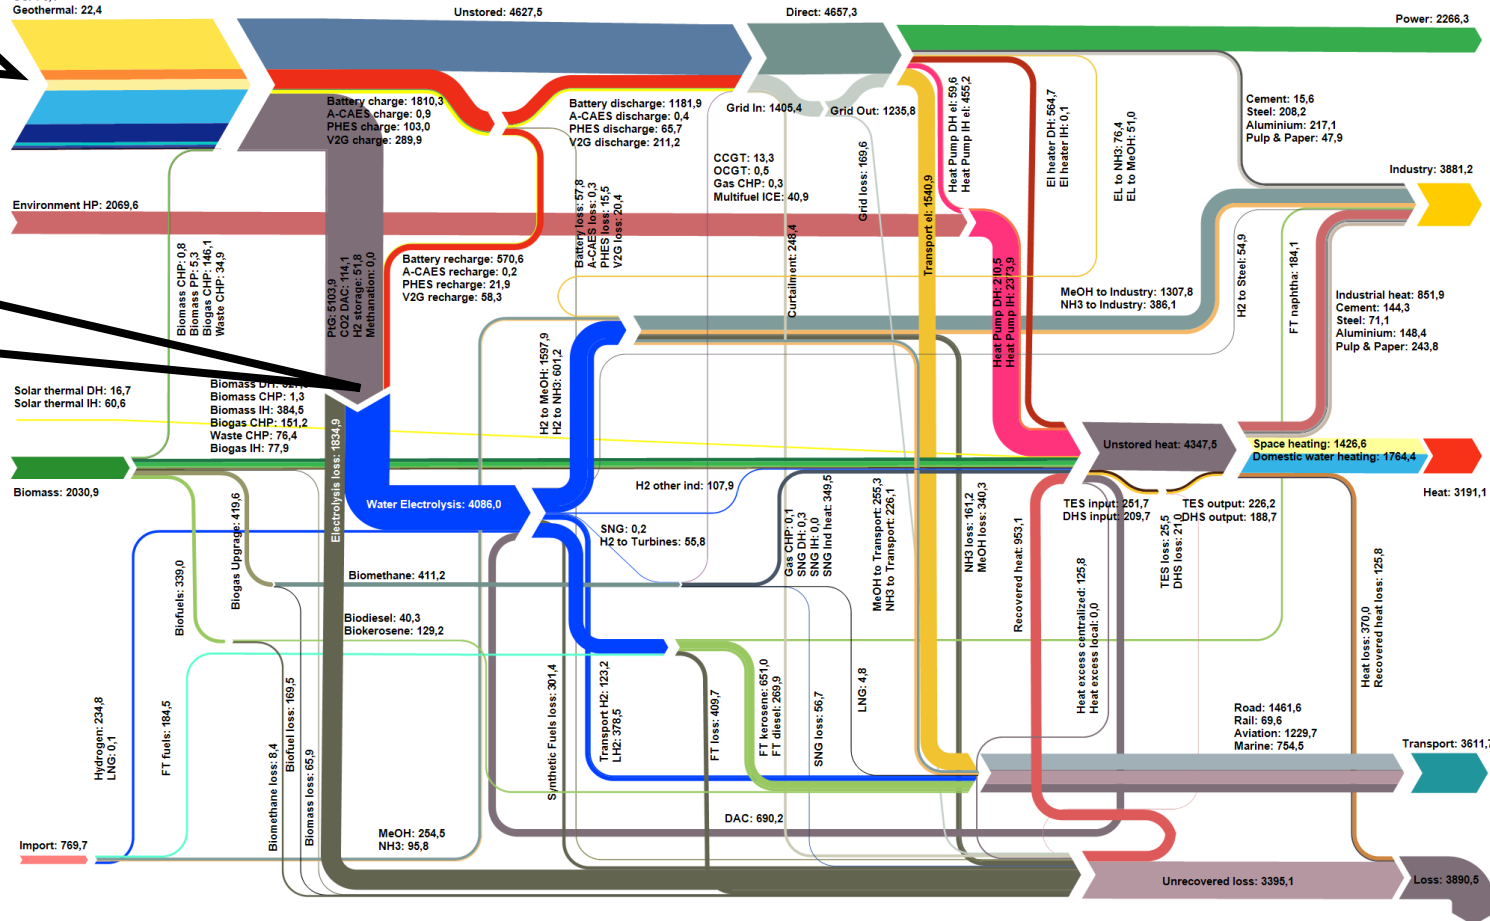 Geothermal: 22,4
Unstored: 4627,5
Direct: 4657,3
Power: 2266,3
Battery charge: 1810,3
A-CAES charge: 0,9
PHES charge: 103,0
V2G charge: 289,9
Battery discharge: 1181,9
A-CAES discharge: 0,4
PHES discharge: 65,7
V2G discharge: 211,2
Grid In: 1405,4
Grid Out: 1235,8
Heat Pump DH el: 59,6
Heat Pump IH el: 455,2
El heater DH: 564,7
El heater IH: 0,1
EL to NH3: 76,4
EL to MeOH: 51,0
Cement: 15,6
Steel: 208,2
Aluminium: 217,1
Pulp & Paper: 47,9
CCGT: 13,3
OCGT: 0,5
Gas CHP: 0,3
Multifuel ICE: 40,9
Grid loss: 169,6
Transport el: 1540,9
Industry: 3881,2
Environment HP: 2069,6
Biomass CHP: 0,8
Biomass PP: 5,3
Biogas CHP: 146,1
Waste CHP: 34,9
PtG: 5103,9
CO2 DAC: 114,1
H2 storage: 51,8
Methanation: 0,0
Battery recharge: 570,6
A-CAES recharge: 0,2
PHES recharge: 21,9
V2G recharge: 58,3
Battery loss: 57,8
A-CAES loss: 0,3
PHES loss: 15,5
V2G loss: 20,4
Curtailment: 248,4
Heat Pump IH: 2373,9
MeOH to Industry: 1307,8
NH3 to Industry: 386,1
H2 to Steel: 54,9
FT naphtha: 184,1
Industrial heat: 851,9
Cement: 144,3
Steel: 71,1
Aluminium: 148,4
Pulp & Paper: 243,8
Solar thermal DH: 16,7
Solar thermal IH: 60,6
Biomass DH:
Biomass CHP: 1,3
Biomass IH: 384,5
Biogas CHP: 151,2
Waste CHP: 76,4
Biogas IH: 77,9
Electrolysis loss: 1834,9
H2 to MeOH: 1597,9
H2 to NH3: 601,2
Unstored heat: 4347,5
Space heating: 1426,6
Domestic water heating: 1764,4
Heat: 3191,1
Biomass: 2030,9
Water Electrolysis: 4086,0
H2 other ind: 107,9
SNG: 0,2
H2 to Turbines: 55,8
Gas CHP: 0,1
SNG DH: 0,3
SNG IH: 0,0
SNG Ind heat: 349,5
MeOH to Transport: 255,3
NH3 to Transport: 226,1
NH3 loss: 161,2
MeOH loss: 340,3
Recovered heat: 953,1
TES input: 251,7
DHS input: 209,7
TES output: 226,2
DHS output: 188,7
TES loss: 25,5
DHS loss: 21,0
Heat excess centralized: 125,8
Heat excess local: 0,0
Heat loss: 370,0
Recovered heat loss: 125,8
Biogas Upgrade: 419,6
Biofuels: 339,0
Biomethane: 411,2
Biodiesel: 40,3
Biokerosene: 129,2
Hydrogen: 234,8
LNG: 0,1
FT fuels: 184,5
Biomethane loss: 8,4
Biofuel loss: 169,5
Biomass loss: 65,9
Synthetic Fuels loss: 301,4
Transport H2: 123,2
LH2: 378,5
FT loss: 409,7
FT kerosene: 651,0
FT diesel: 269,9
SNG loss: 56,7
LNG: 4,8
Road: 1461,6
Rail: 69,6
Aviation: 1229,7
Marine: 754,5
Transport: 3611,7
DAC: 690,2
Import: 769,7
MeOH: 254,5
NH3: 95,8
Unrecovered loss: 3395,1
Loss: 3890,5